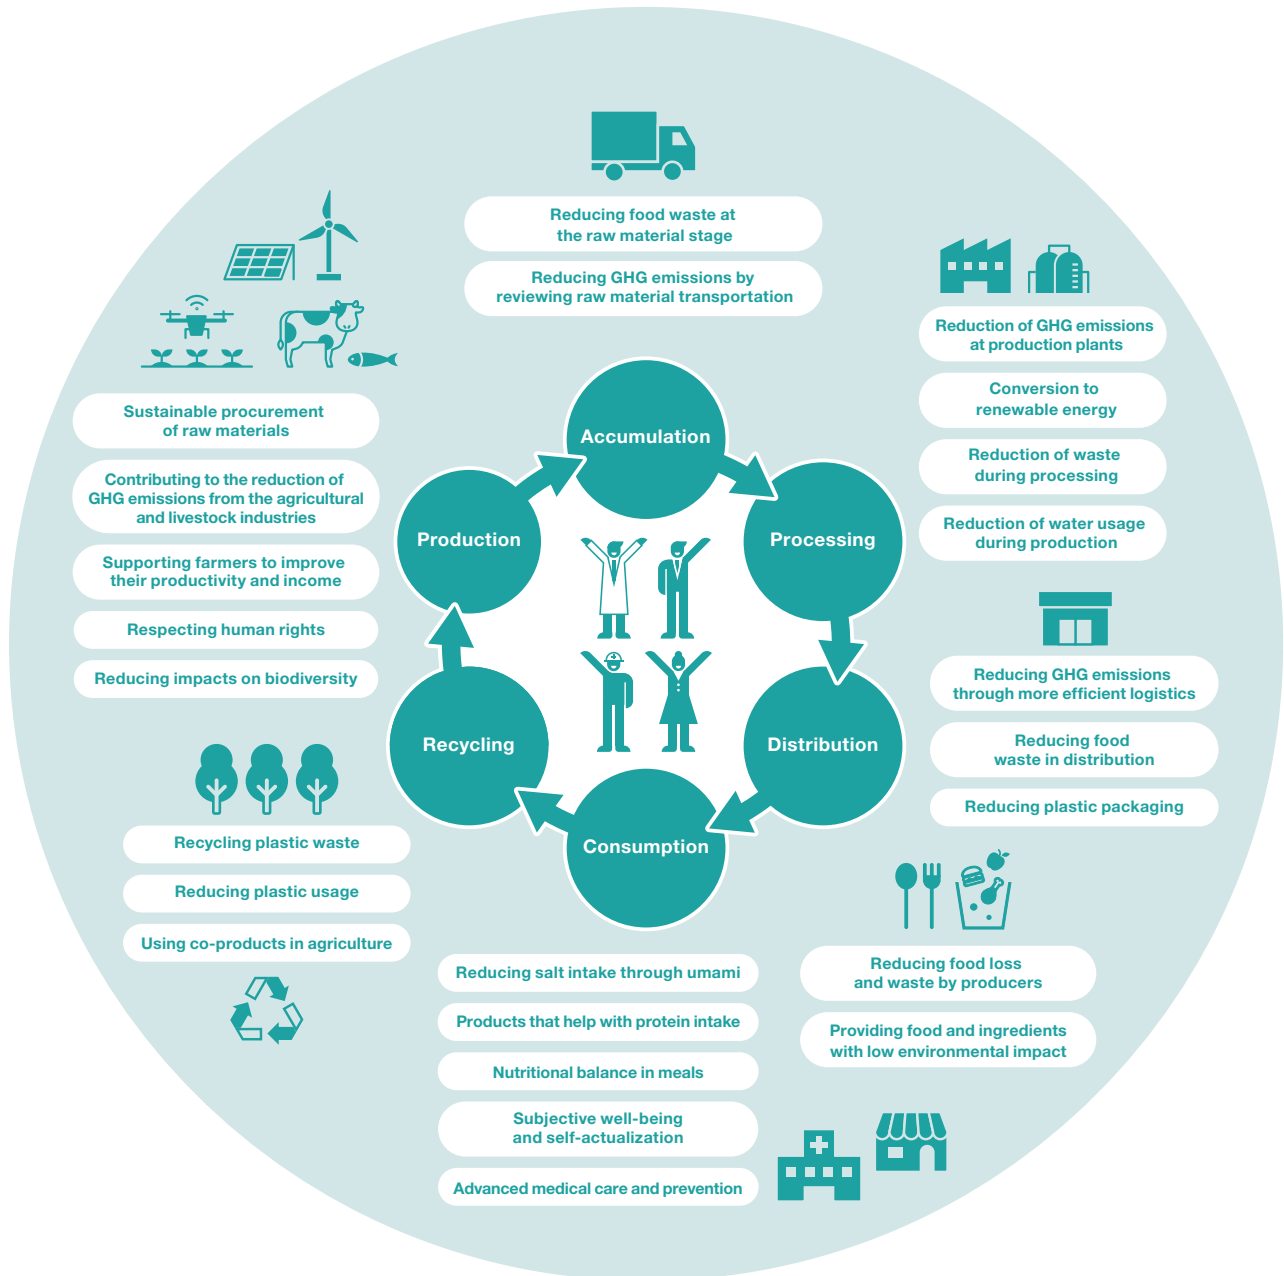 Reducing food waste at
the raw material stage
Reducing GHG emissions by
reviewing raw material transportation
Reduction of GHG emissions
at production plants
Conversion to
renewable energy
Reduction of waste
during processing
Reduction of water usage
during production
Sustainable procurement
of raw materials
Contributing to the reduction of
GHG emissions from the agricultural
and livestock industries
Supporting farmers to improve
their productivity and income
Respecting human rights
Reducing impacts on biodiversity
Accumulation
Production
Processing
Recycling
Distribution
Consumption
Reducing GHG emissions
through more efficient logistics
Reducing food
waste in distribution
Reducing plastic packaging
Recycling plastic waste
Reducing plastic usage
Using co-products in agriculture
Reducing salt intake through umami
Products that help with protein intake
Nutritional balance in meals
Subjective well-being
and self-actualization
Advanced medical care and prevention
Reducing food loss
and waste by producers
Providing food and ingredients
with low environmental impact